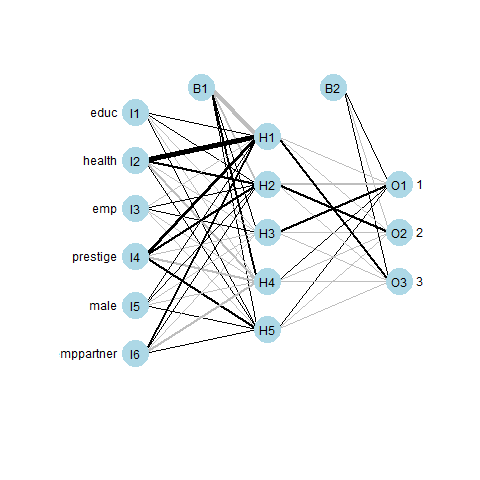 B1 B2
educ I1
H1
health I2
H2 O1 1
emp I3
H3 O2 2
prestige I4
H4 O3 3
male I5
H5
mppartner I6